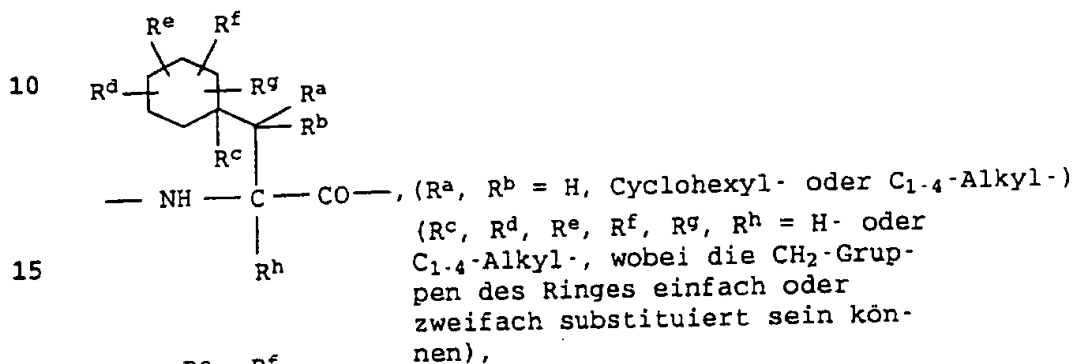 Rᵉ Rᶠ
10 Rᵈ Rᵍ Rᵃ
Rᵇ
Rᶜ
— NH — C — CO —, (Rᵃ, Rᵇ = H, Cyclohexyl- oder C₁₋₄-Alkyl-)
(Rᶜ, Rᵈ, Rᵉ, Rᶠ, Rᵍ, Rʰ = H- oder
15 Rʰ C₁₋₄-Alkyl-, wobei die CH₂-Grup-
pen des Ringes einfach oder
zweifach substituiert sein kön-
nen),